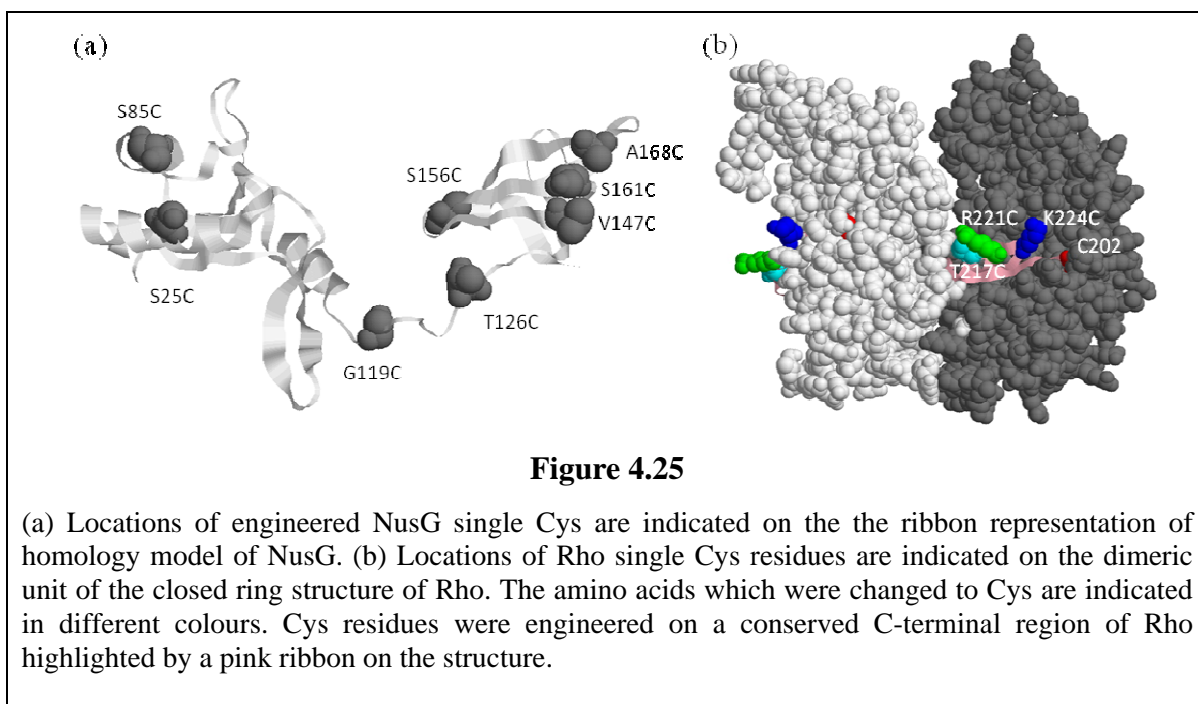 (a)
(b)
S85C
A168C
S156C
S161C
V147C
S25C
T126C
G119C
R221C
K224C
C202
T217C
Figure 4.25
(a) Locations of engineered NusG single Cys are indicated on the the ribbon representation of
homology model of NusG. (b) Locations of Rho single Cys residues are indicated on the dimeric
unit of the closed ring structure of Rho. The amino acids which were changed to Cys are indicated
in different colours. Cys residues were engineered on a conserved C-terminal region of Rho
highlighted by a pink ribbon on the structure.